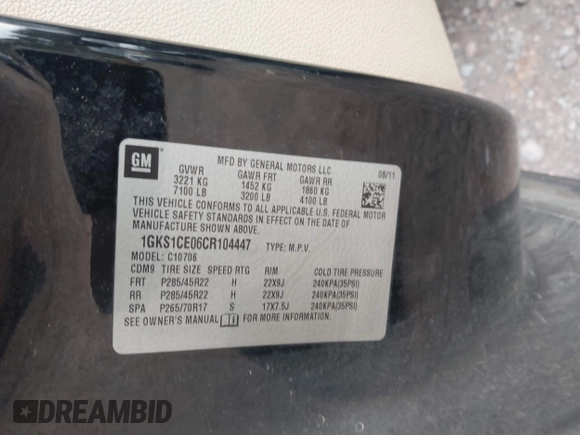 GM
MFD BY GENERAL MOTORS LLC
08/11
GVWR GAWR FRT GAWR RR
3221 KG 1452 KG 1860 KG
7100 LB 3200 LB 4100 LB
THIS VEHICLE CONFORMS TO ALL APPLICABLE U.S. FEDERAL MOTOR
VEHICLE SAFETY STANDARDS IN EFFECT ON THE DATE OF
MANUFACTURE SHOWN ABOVE.
1GKS1CE06CR104447 TYPE: M.P.V.
MODEL: C10706
CDM9 TIRE SIZE SPEED RTG RIM COLD TIRE PRESSURE
FRT P285/45R22 H 22X9J 240KPA(35PSI)
RR P285/45R22 H 22X9J 240KPA(35PSI)
SPA P265/70R17 S 17X7.5J 240KPA(35PSI)
SEE OWNER'S MANUAL FOR MORE INFORMATION.
DREAMBID